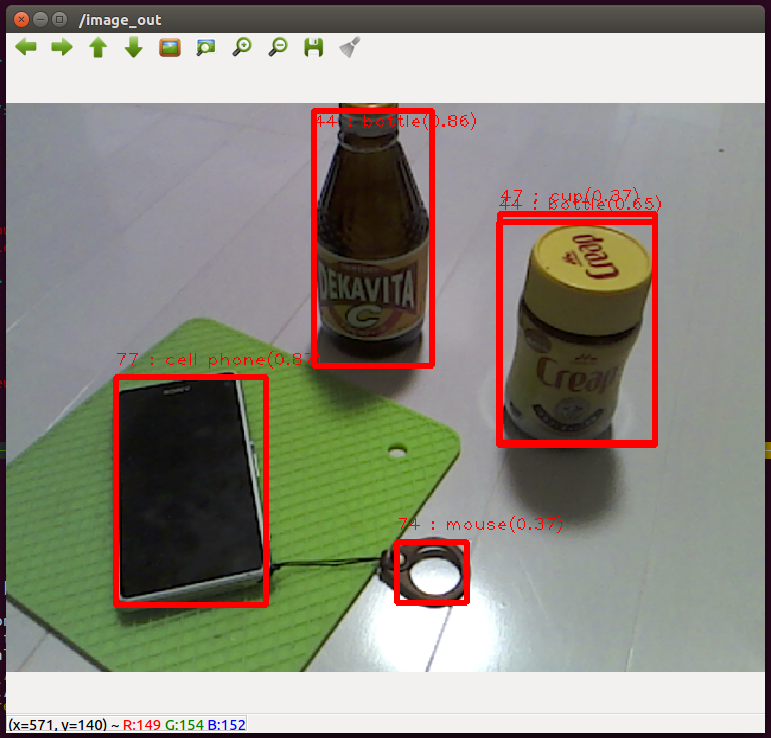 /image_out
44 : bottle(0.86)
47 : cup(0.37)
44 : bottle(0.65)
Creap
DEKAVITA
C
77 : cell phone(0.87)
Creap
SONY
74 : mouse(0.37)
(x=571, y=140) ~ R:149 G:154 B:152